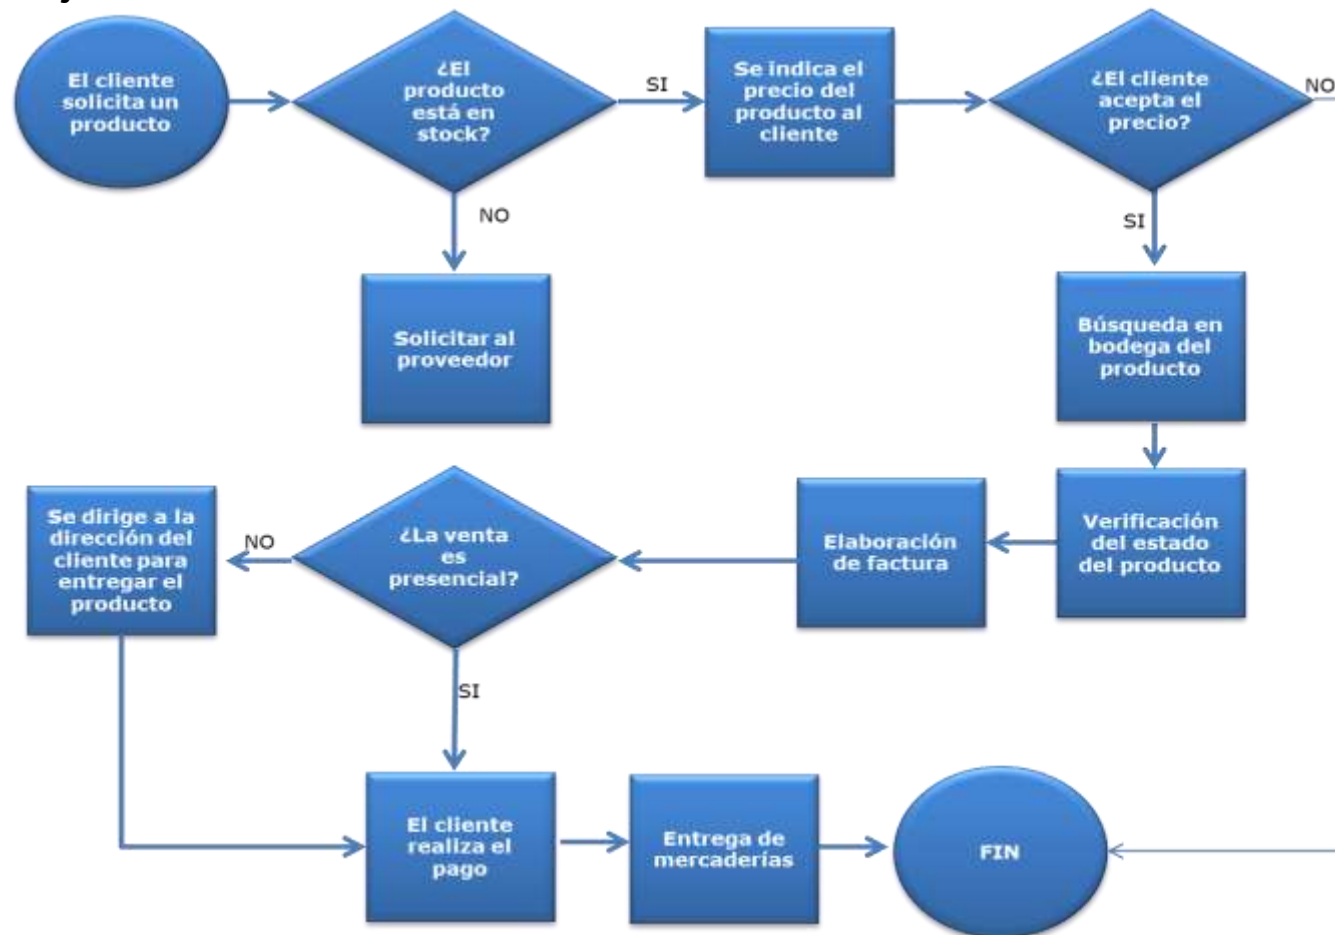 El cliente
solicita un
producto
¿El
producto
está en
stock?
SI
Se indica el
precio del
producto al
cliente
¿El cliente
acepta el
precio?
NO
NO
SI
Solicitar al
proveedor
Búsqueda en
bodega del
producto
Se dirige a la
dirección del
cliente para
entregar el
producto
NO
¿La venta
es
presencial?
Elaboración
de factura
Verificación
del estado
del producto
SI
El cliente
realiza el
pago
Entrega de
mercaderías
FIN